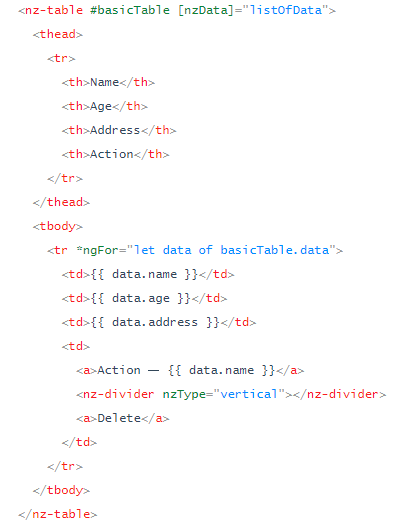 <nz-table #basicTable [nzData]="listOfData">
<thead>
<tr>
<th>Name</th>
<th>Age</th>
<th>Address</th>
<th>Action</th>
</tr>
</thead>
<tbody>
<tr *ngFor="let data of basicTable.data">
<td>{{ data.name }}</td>
<td>{{ data.age }}</td>
<td>{{ data.address }}</td>
<td>
<a>Action — {{ data.name }}</a>
<nz-divider nzType="vertical"></nz-divider>
<a>Delete</a>
</td>
</tr>
</tbody>
</nz-table>